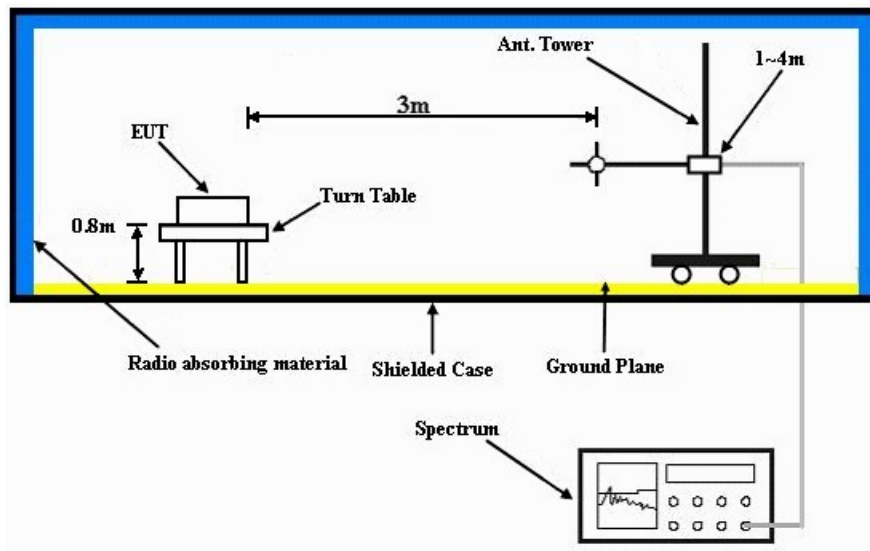 Ant. Tower
1~4m
3m
EUT
Turn Table
0.8m
Radio absorbing material
Shielded Case
Ground Plane
Spectrum